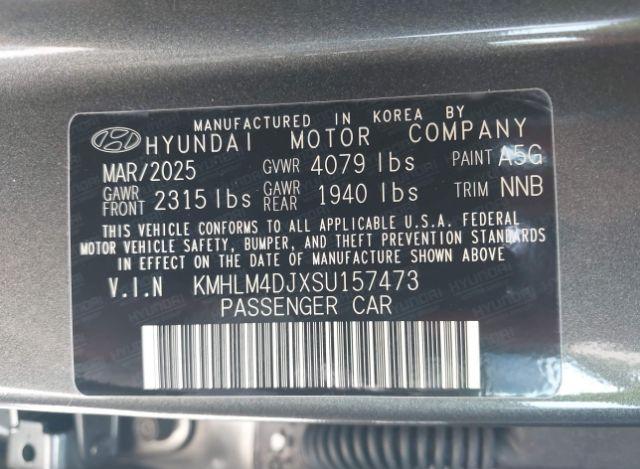 MANUFACTURED IN KOREA BY
HYUNDAI MOTOR COMPANY
MAR/2025 GVWR 4079 lbs PAINT A5G
GAWR FRONT 2315 lbs GAWR REAR 1940 lbs TRIM NNB
THIS VEHICLE CONFORMS TO ALL APPLICABLE U.S.A. FEDERAL
MOTOR VEHICLE SAFETY, BUMPER, AND THEFT PREVENTION STANDARDS
IN EFFECT ON THE DATE OF MANUFACTURE SHOWN ABOVE
V.I.N KMHLM4DJXSU157473
PASSENGER CAR